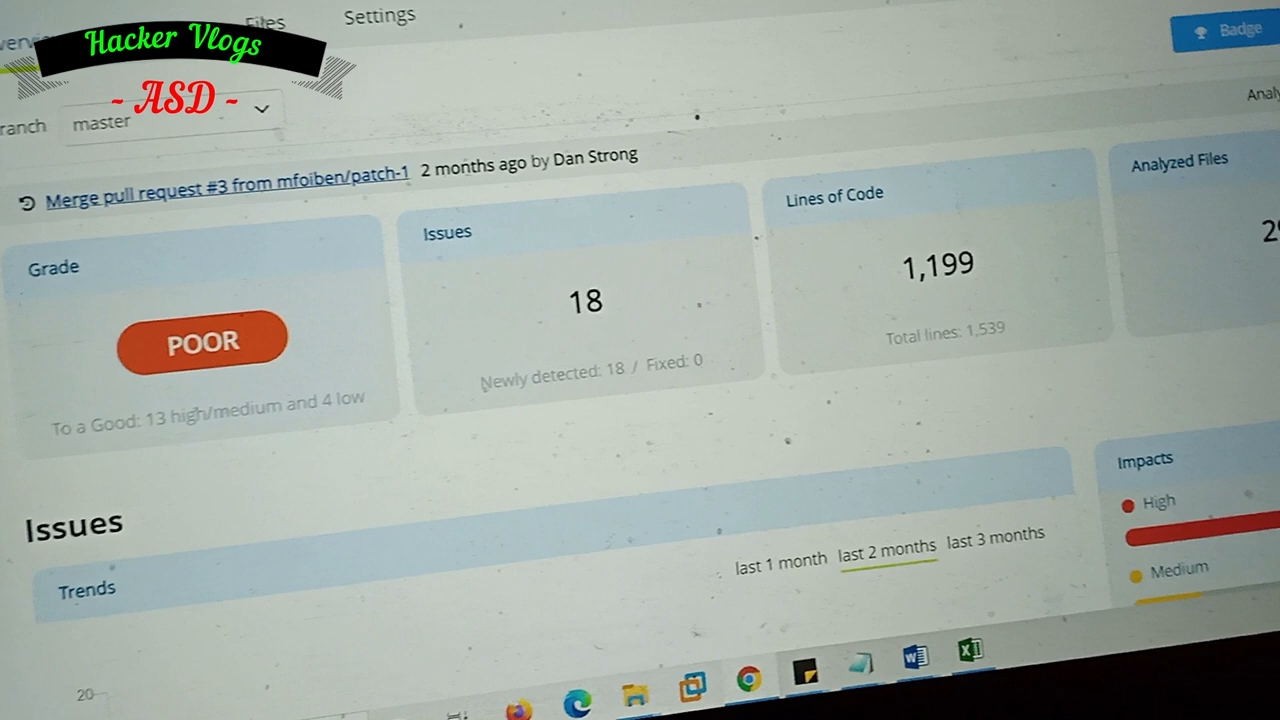 Files
Settings
Hacker Vlogs
~ ASD ~
Badge
master
Merge pull request #3 from mfoiben/patch-1 2 months ago by Dan Strong
Grade
Issues
Lines of Code
Analyzed Files
POOR
18
1,199
To a Good: 13 high/medium and 4 low
Newly detected: 18 / Fixed: 0
Total lines: 1,539
Issues
Trends
last 1 month last 2 months last 3 months
Impacts
High
Medium
20